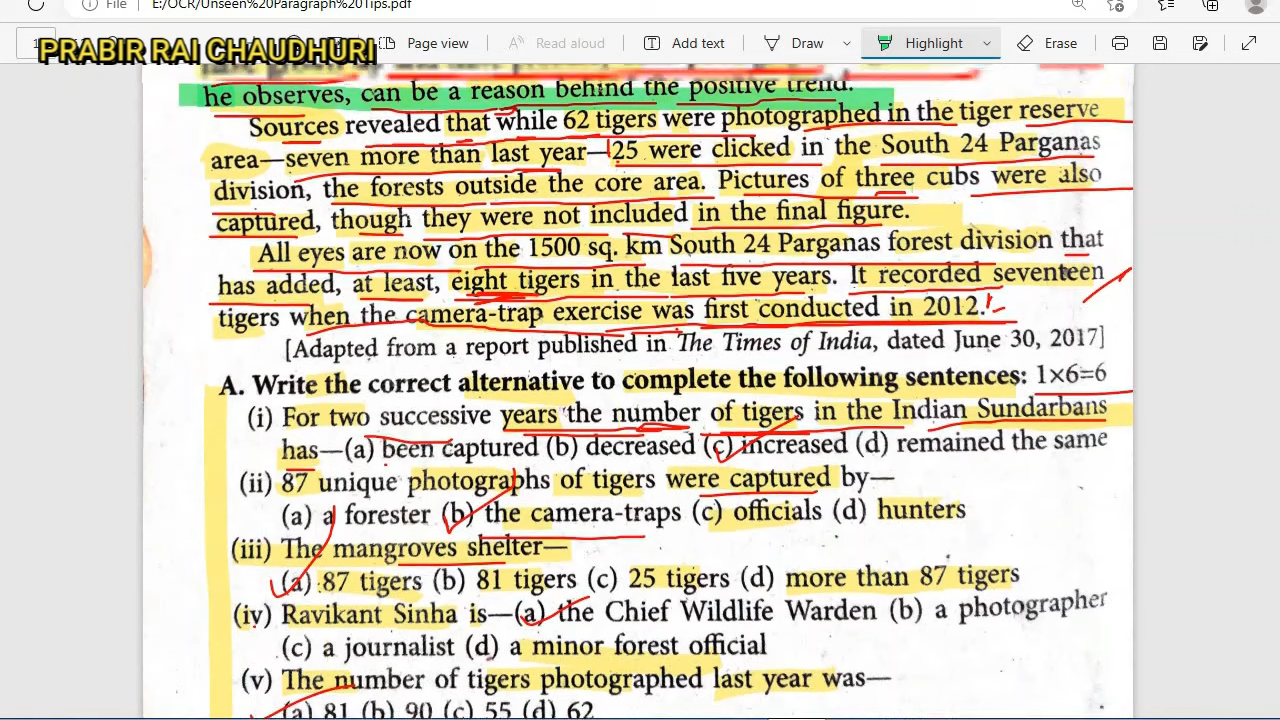 File E:/OCR/Unseen%20Paragraph%20Tips.pdf
PRABIR RAI CHAUDHURI
Page view Read aloud Add text Draw Highlight Erase
he observes, can be a reason behind the positive trend.
Sources revealed that while 62 tigers were photographed in the tiger reserve
area—seven more than last year—25 were clicked in the South 24 Parganas
division, the forests outside the core area. Pictures of three cubs were also
captured, though they were not included in the final figure.
All eyes are now on the 1500 sq. km South 24 Parganas forest division that
has added, at least, eight tigers in the last five years. It recorded seventeen
tigers when the camera-trap exercise was first conducted in 2012.
[Adapted from a report published in The Times of India, dated June 30, 2017]
A. Write the correct alternative to complete the following sentences: 1×6=6
(i) For two successive years the number of tigers in the Indian Sundarbans
has—(a) been captured (b) decreased (c) increased (d) remained the same
(ii) 87 unique photographs of tigers were captured by—
(a) a forester (b) the camera-traps (c) officials (d) hunters
(iii) The mangroves shelter—
(a) 87 tigers (b) 81 tigers (c) 25 tigers (d) more than 87 tigers
(iv) Ravikant Sinha is—(a) the Chief Wildlife Warden (b) a photographer
(c) a journalist (d) a minor forest official
(v) The number of tigers photographed last year was—
(a) 81 (b) 90 (c) 55 (d) 62